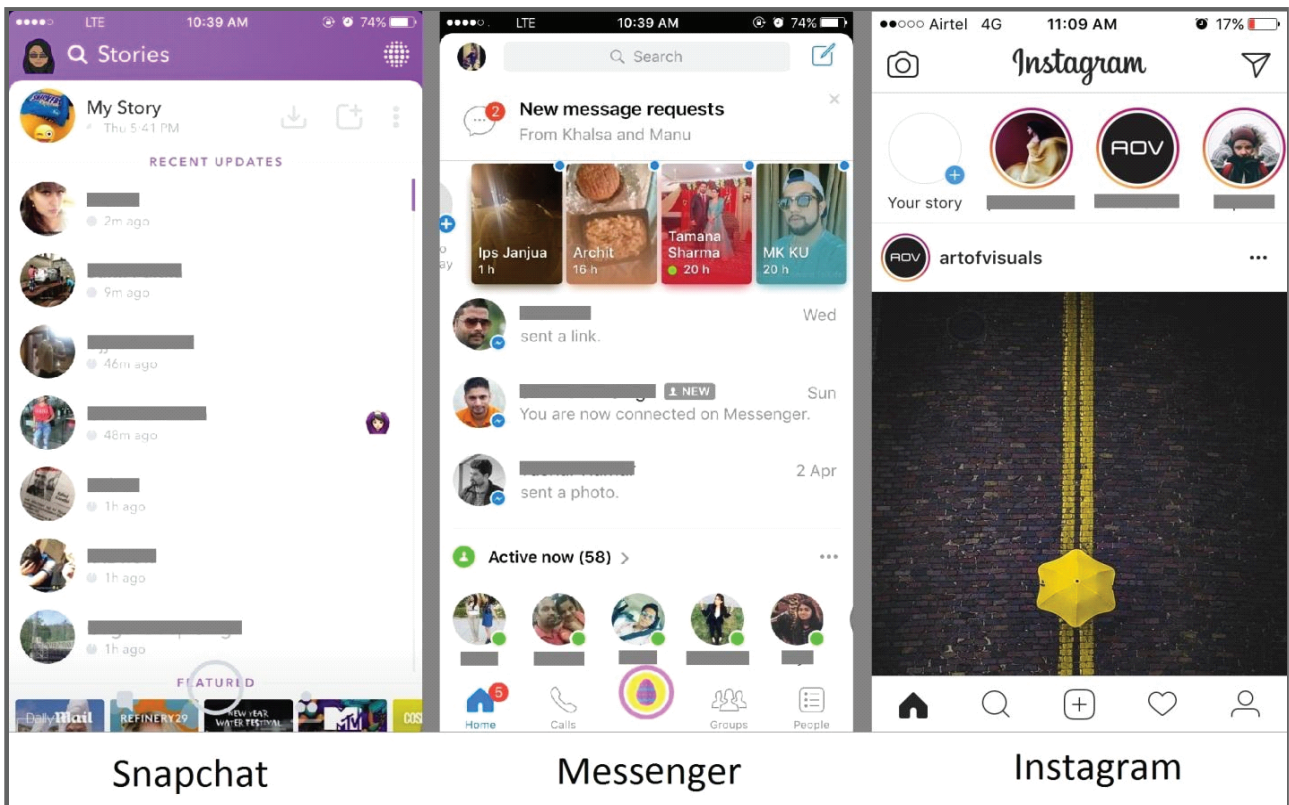 LTE 10:39 AM 74%
Stories
My Story
Thu 5:41 PM
RECENT UPDATES
2m ago
9m ago
46m ago
48m ago
1h ago
1h ago
1h ago
FEATURED
DailyMail REFINERY29 NEW YEAR WATER FESTIVAL MTV COS
Snapchat
LTE 10:39 AM 74%
Search
2
New message requests
From Khalsa and Manu
ay
Ips Janjua
1 h
Archit
16 h
Tamana
Sharma
20 h
MK KU
20 h
Wed
sent a link.
NEW Sun
You are now connected on Messenger.
2 Apr
sent a photo.
Active now (58)
5
Home Calls Groups People
Messenger
Airtel 4G 11:09 AM 17%
Instagram
AOV
Your story
AOV artofvisuals
Instagram